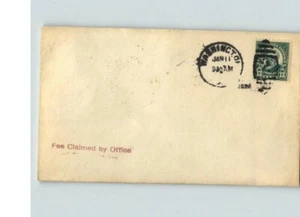 WASHINGTON
JAN 11
Fee Claimed by Office